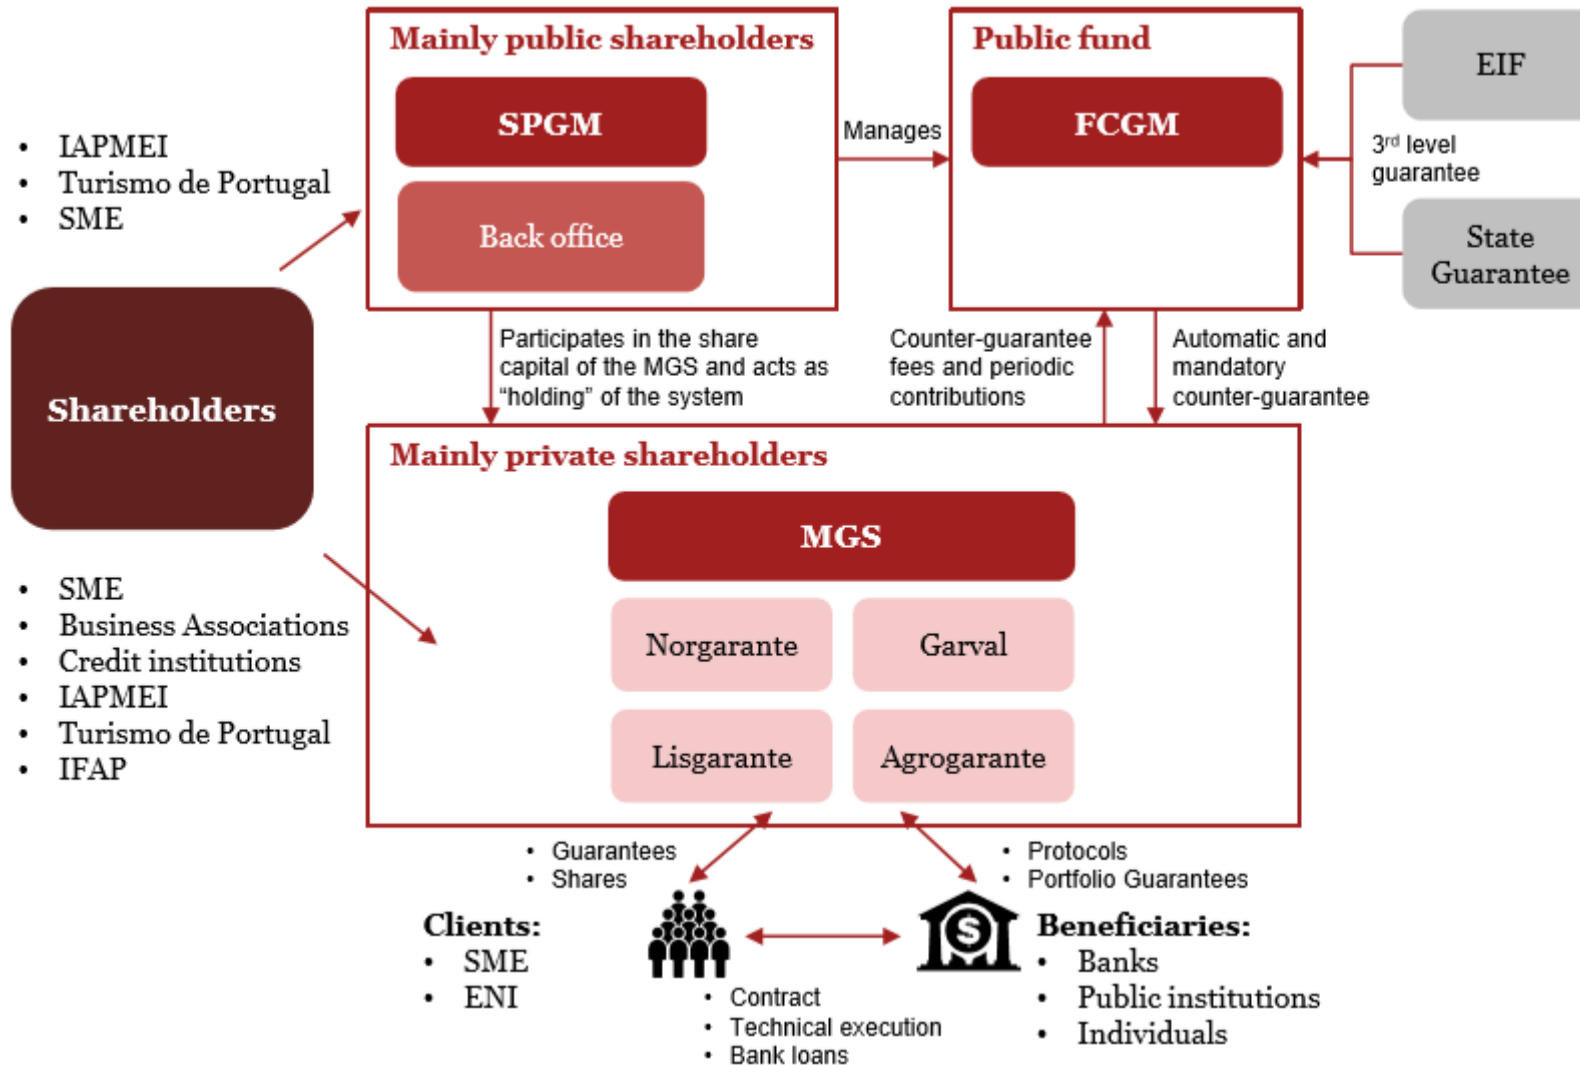 Mainly public shareholders
SPGM
Back office
Manages
Public fund
FCGM
EIF
3rd level
guarantee
State
Guarantee
• IAPMEI
• Turismo de Portugal
• SME
Shareholders
• SME
• Business Associations
• Credit institutions
• IAPMEI
• Turismo de Portugal
• IFAP
Participates in the share
capital of the MGS and acts as
“holding” of the system
Counter-guarantee
fees and periodic
contributions
Automatic and
mandatory
counter-guarantee
Mainly private shareholders
MGS
Norgarante
Garval
Lisgarante
Agrogarante
• Guarantees
• Shares
• Protocols
• Portfolio Guarantees
Clients:
• SME
• ENI
$
• Contract
• Technical execution
• Bank loans
Beneficiaries:
• Banks
• Public institutions
• Individuals